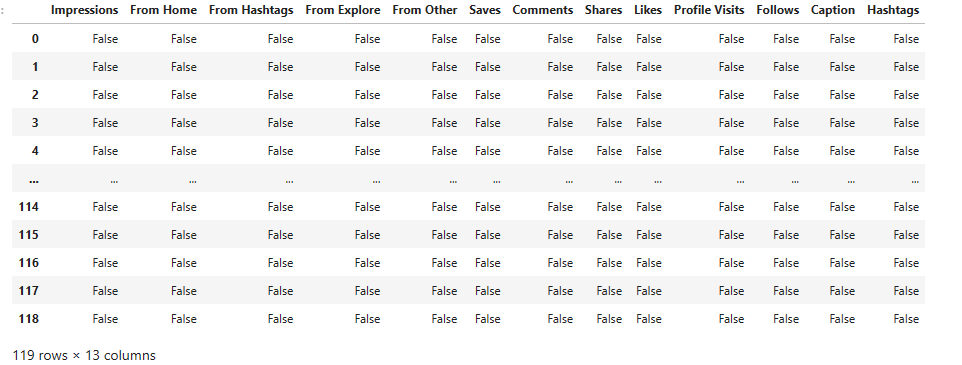 Impressions From Home From Hashtags From Explore From Other Saves Comments Shares Likes Profile Visits Follows Caption Hashtags
0 False False False False False False False False False False False False False
1 False False False False False False False False False False False False False
2 False False False False False False False False False False False False False
3 False False False False False False False False False False False False False
4 False False False False False False False False False False False False False
... ... ... ... ... ... ... ... ... ... ... ... ... ...
114 False False False False False False False False False False False False False
115 False False False False False False False False False False False False False
116 False False False False False False False False False False False False False
117 False False False False False False False False False False False False False
118 False False False False False False False False False False False False False
119 rows × 13 columns